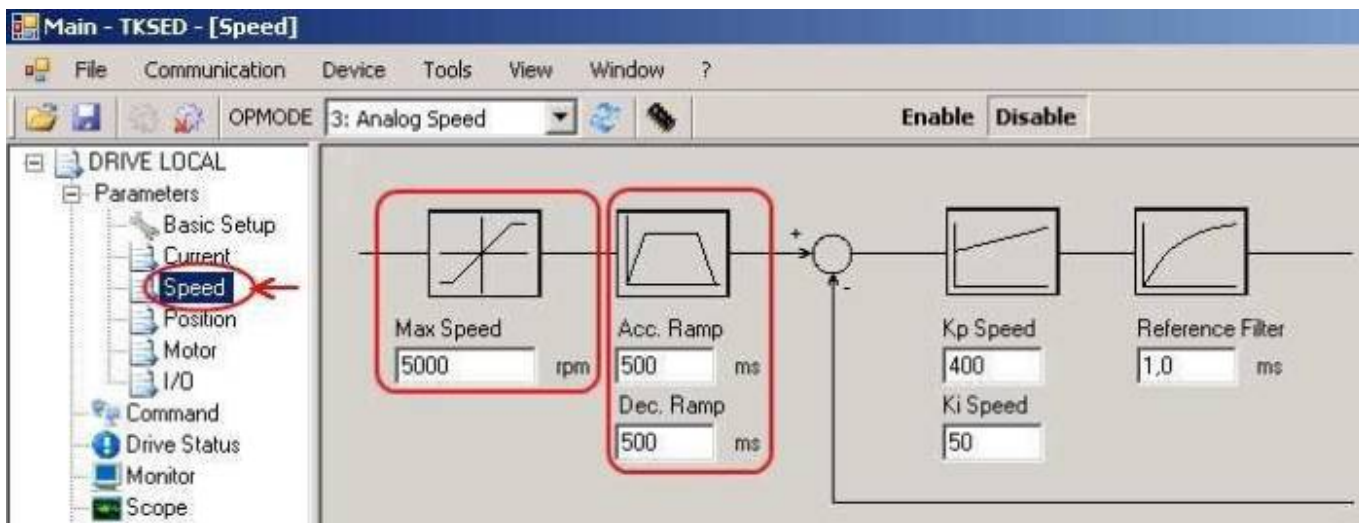 Main - TKSED - [Speed]
File Communication Device Tools View Window ?
OPMODE 3: Analog Speed Enable Disable
DRIVE LOCAL
Parameters
Basic Setup
Current
Speed
Position
Motor
I/O
Command
Drive Status
Monitor
Scope
+
-
Max Speed
5000 rpm
Acc. Ramp
500 ms
Dec. Ramp
500 ms
Kp Speed
400
Ki Speed
50
Reference Filter
1,0 ms